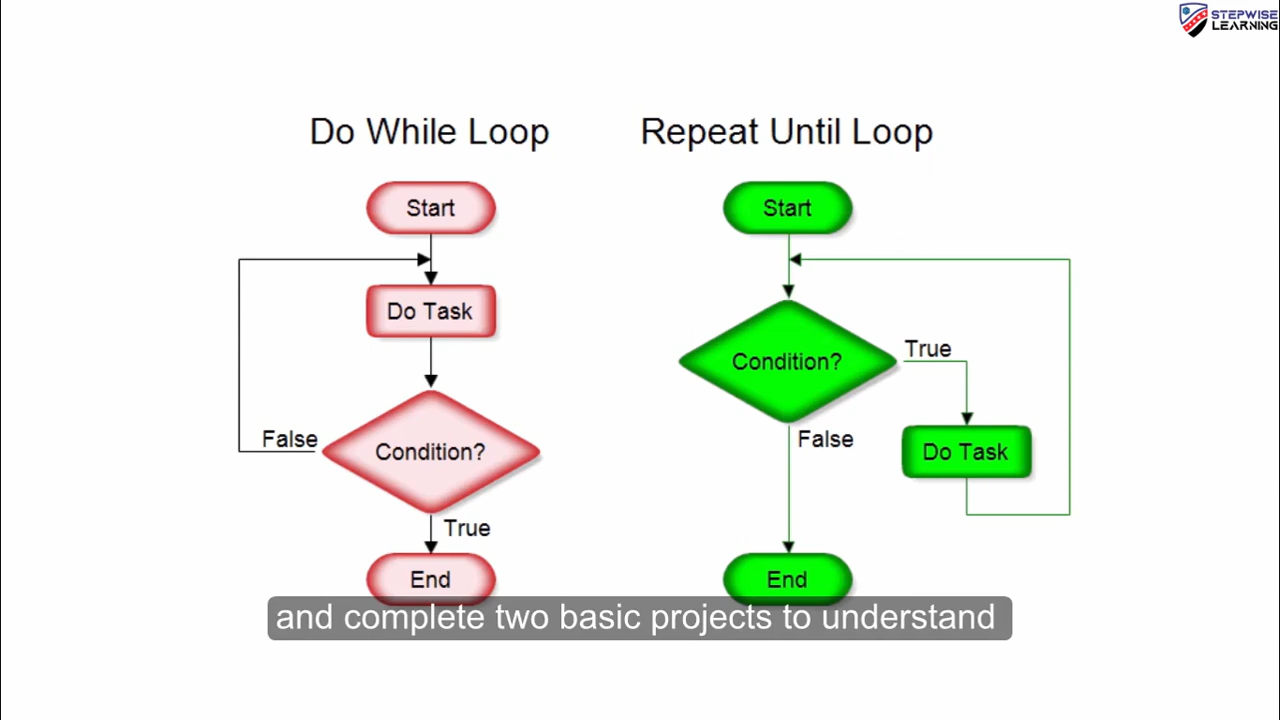 STEPWISE
LEARNING
Do While Loop
Start
Do Task
Condition?
False
True
End
Repeat Until Loop
Start
Condition?
True
False
Do Task
End
and complete two basic projects to understand